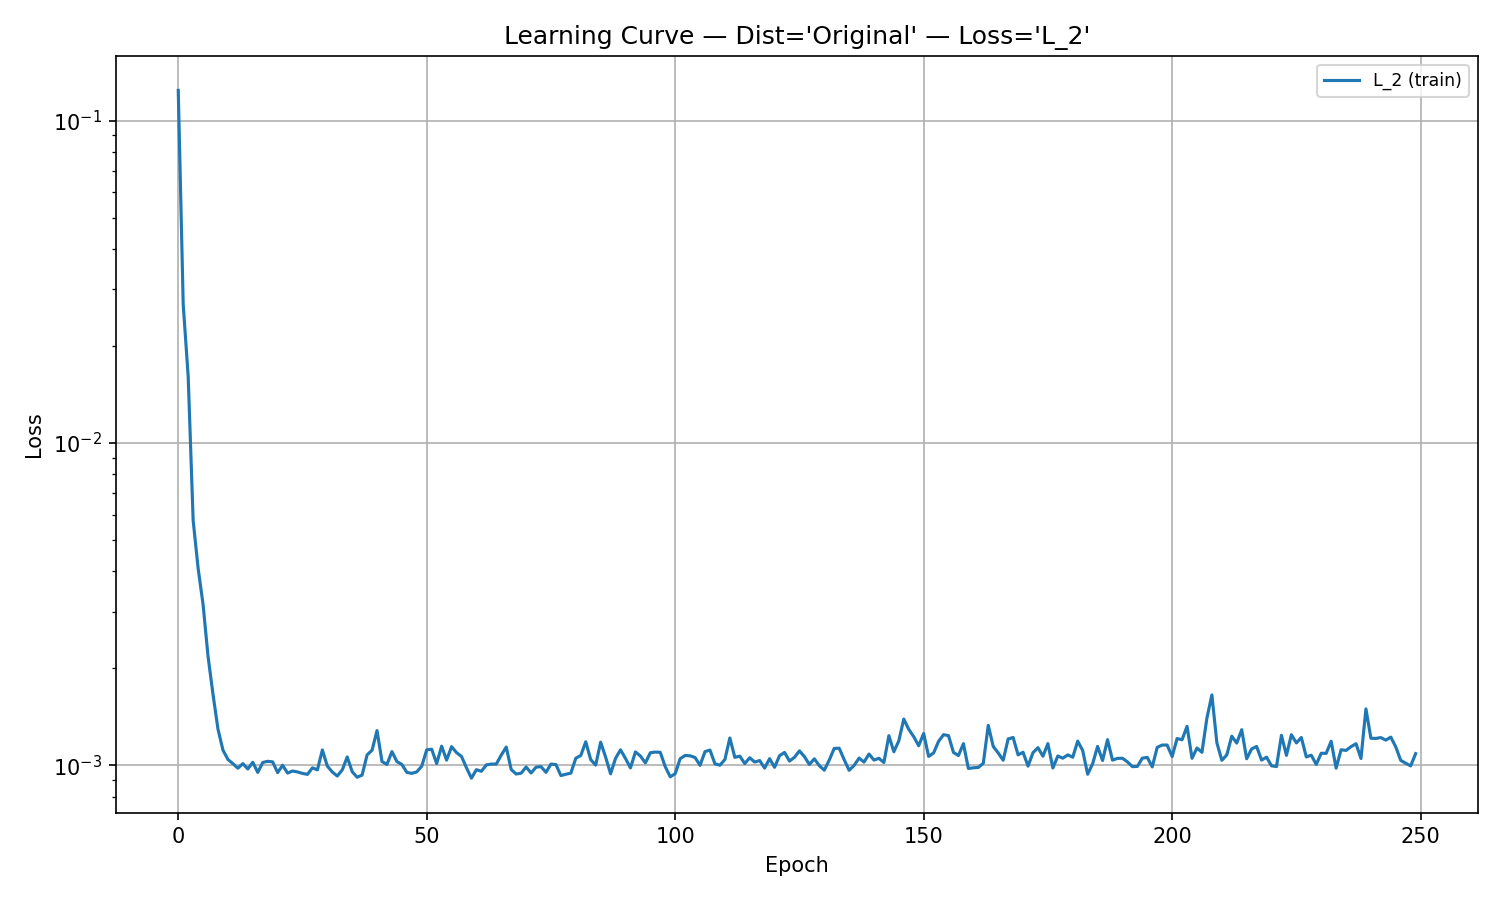 Learning Curve — Dist='Original' — Loss='L_2'
L_2 (train)
10⁻¹
10⁻²
10⁻³
Loss
0 50 100 150 200 250
Epoch